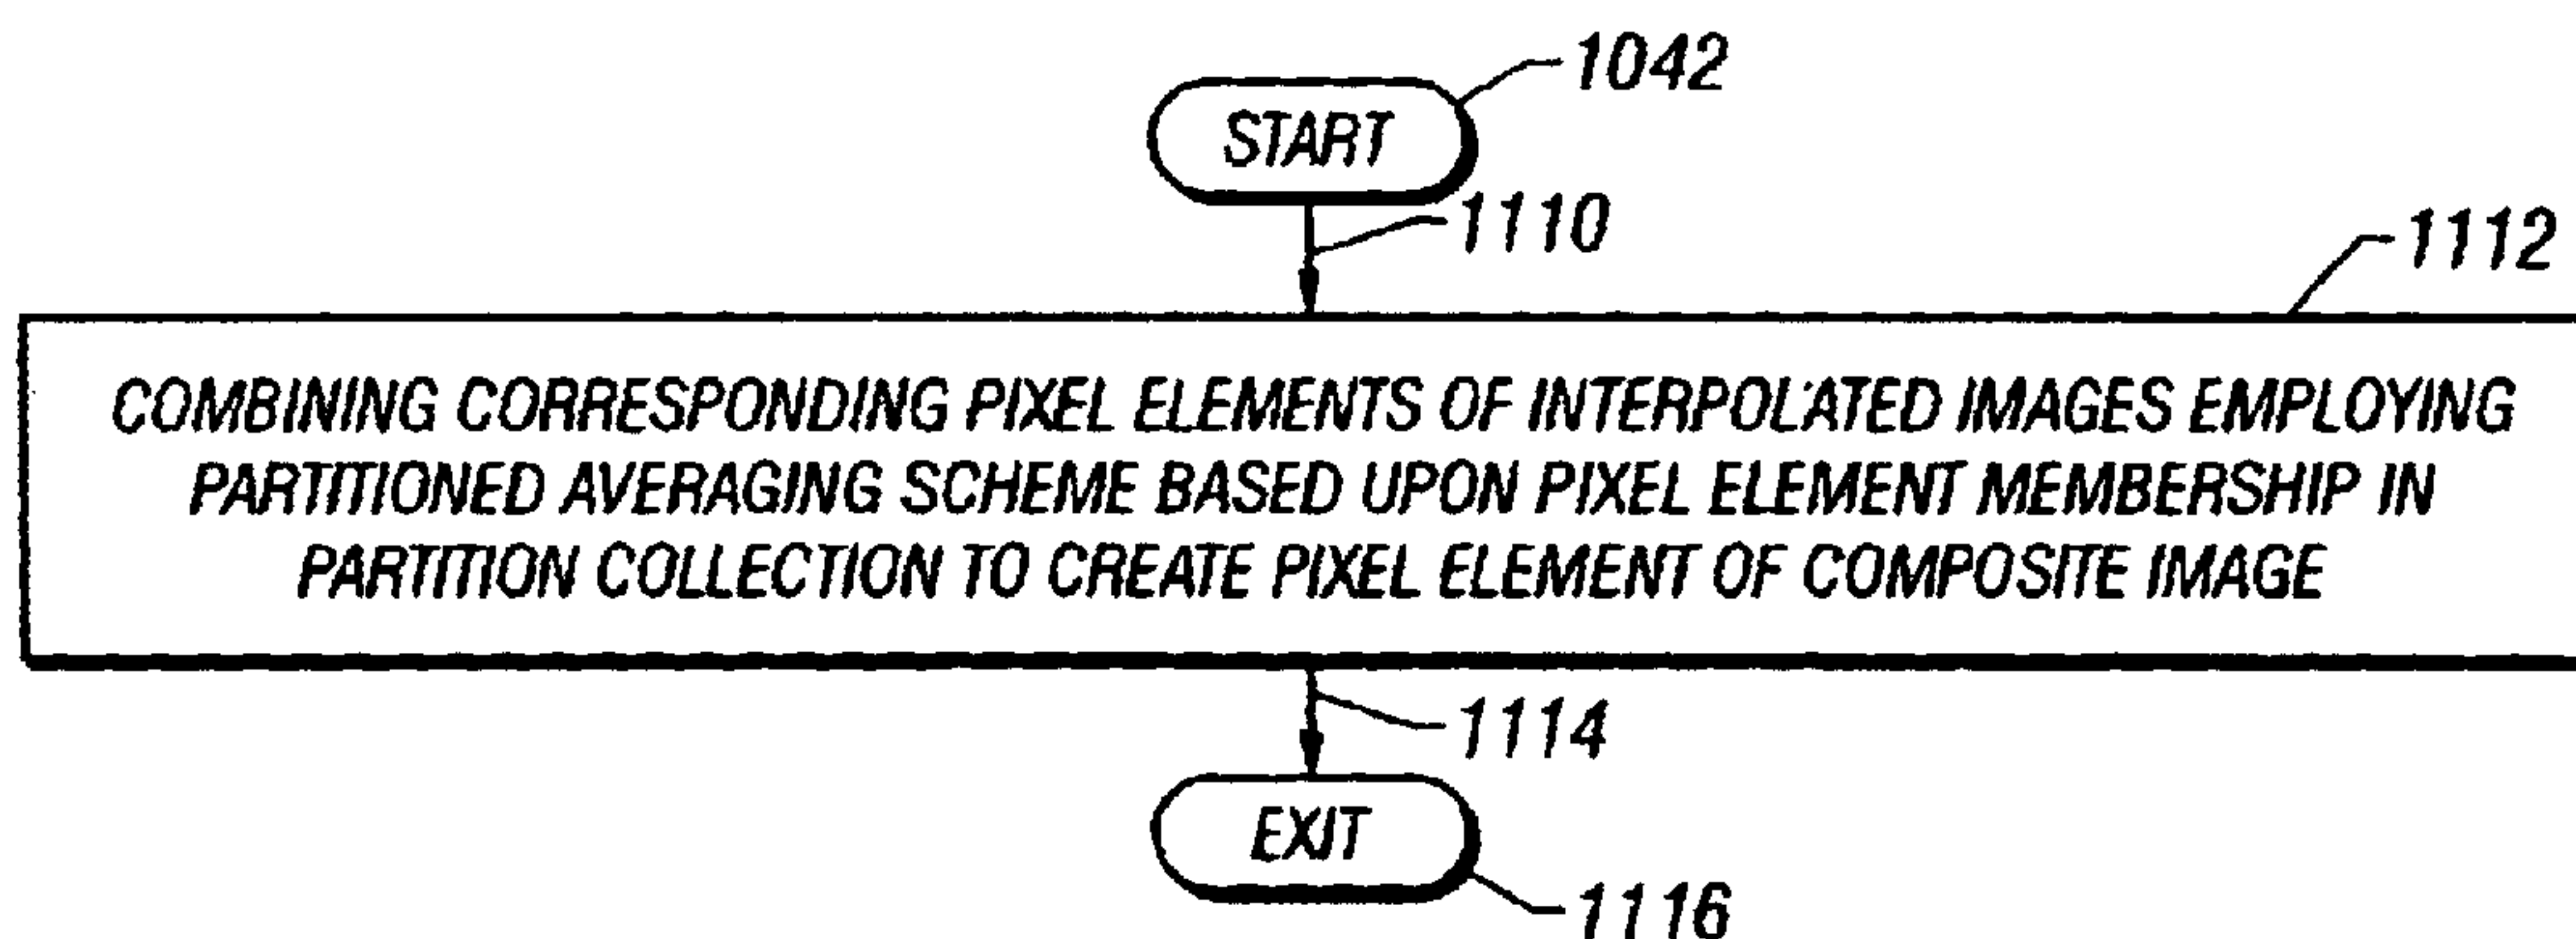 1042
START
1110
1112
COMBINING CORRESPONDING PIXEL ELEMENTS OF INTERPOLATED IMAGES EMPLOYING
PARTITIONED AVERAGING SCHEME BASED UPON PIXEL ELEMENT MEMBERSHIP IN
PARTITION COLLECTION TO CREATE PIXEL ELEMENT OF COMPOSITE IMAGE
1114
EXIT
1116